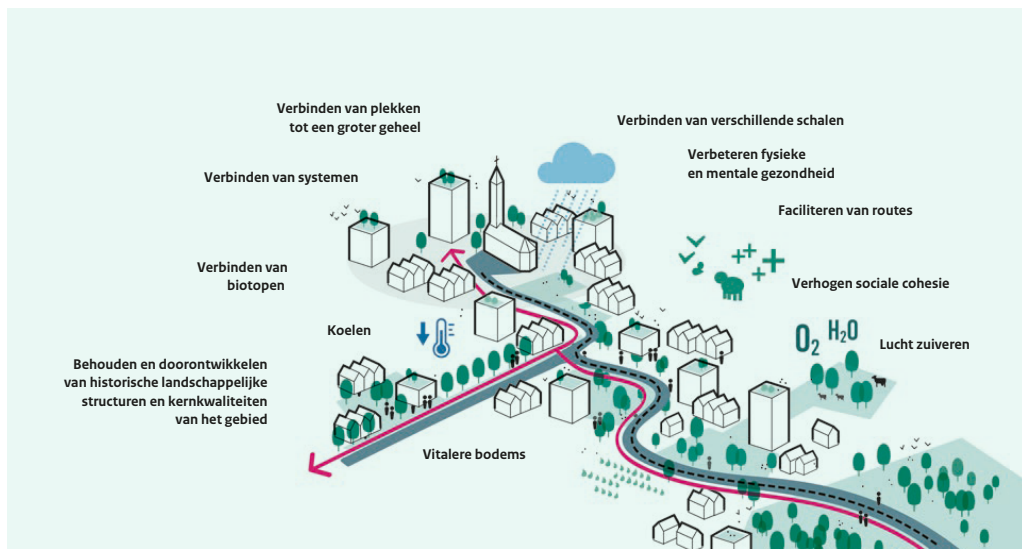 Verbinden van plekken
tot een groter geheel
Verbinden van verschillende schalen
Verbeteren fysieke
en mentale gezondheid
Verbinden van systemen
Faciliteren van routes
Verbinden van
biotopen
Verhogen sociale cohesie
Koelen
O2 H2O
Lucht zuiveren
Behouden en doorontwikkelen
van historische landschappelijke
structuren en kernkwaliteiten
van het gebied
Vitalere bodems